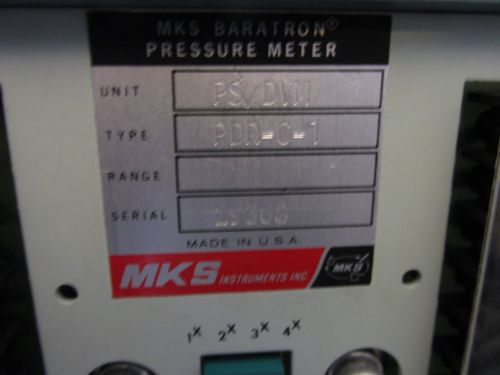 MKS BARATRON®
PRESSURE METER
UNIT PS/DVM
TYPE PDR-C-1
RANGE
SERIAL
MADE IN U.S.A
MKS INSTRUMENTS INC. MKS
1X 2X 3X 4X